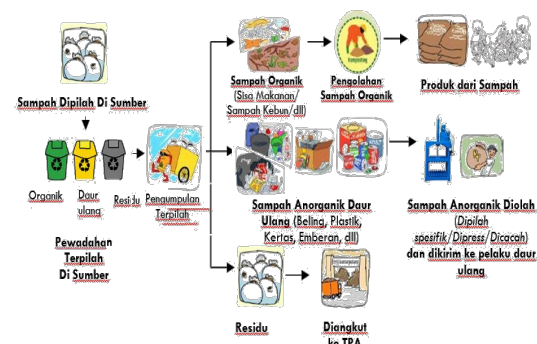 Sampah Dipilah Di Sumber
Organik
Daur
ulang
Residu
Pewadahan
Terpilah
Di Sumber
Pengumpulan
Terpilah
Sampah Organik
(Sisa Makanan/
Sampah Kebun/dll)
Pengolahan
Sampah Organik
Produk dari Sampah
Sampah Anorganik Daur
Ulang (Beling, Plastik,
Kertas, Emberan, dll)
Sampah Anorganik Diolah
(Dipilah
spesifik/Dipress/Dicacah)
dan dikirim ke pelaku daur
ulang
Residu
Diangkut
ke TPA